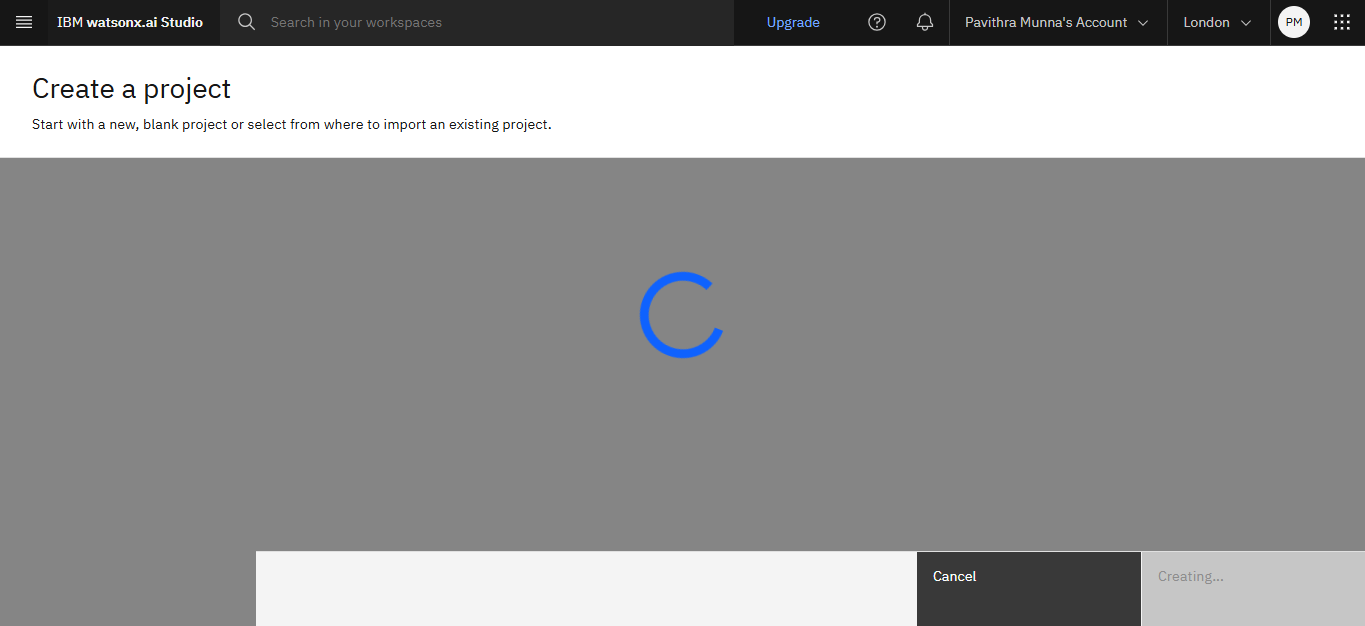 IBM watsonx.ai Studio
Search in your workspaces
Upgrade
Pavithra Munna's Account
London
PM
Create a project
Start with a new, blank project or select from where to import an existing project.
Cancel
Creating...